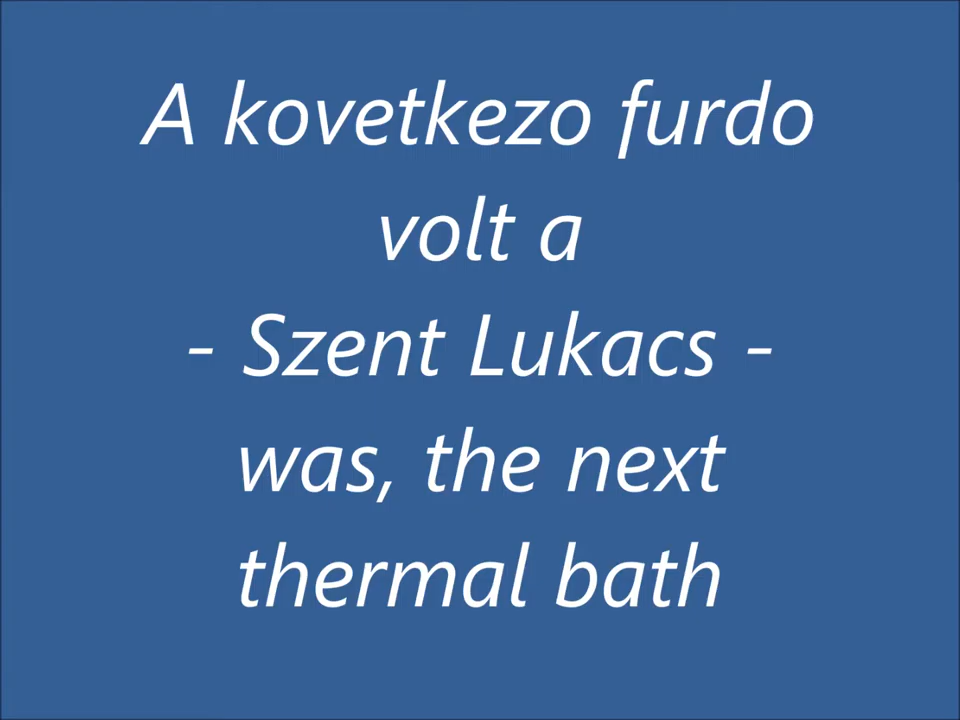 A kovetkezo furdo
volt a
- Szent Lukacs -
was, the next
thermal bath